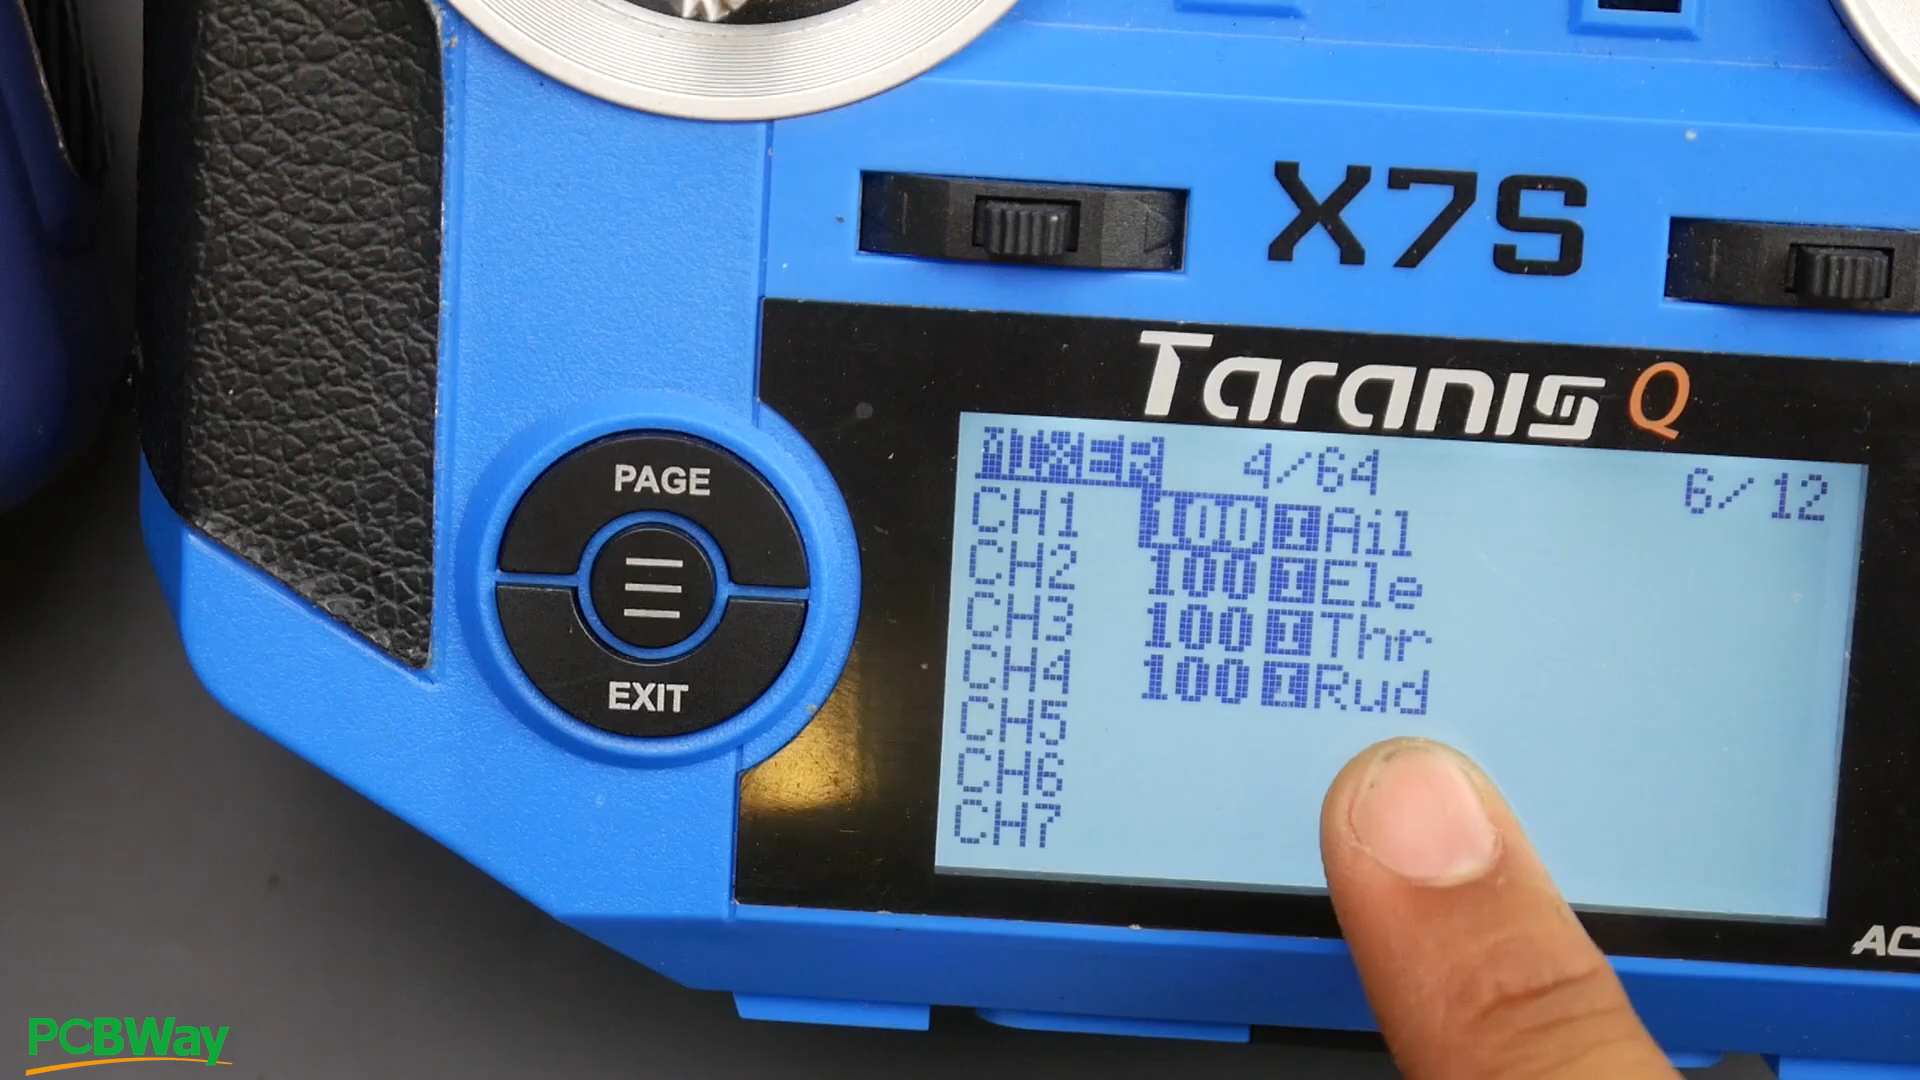 X7S
Taranis Q
PAGE
EXIT
MIXER 4/64 6/12
CH1 100 I Ail
CH2 100 I Ele
CH3 100 I Thr
CH4 100 I Rud
CH5
CH6
CH7
AC
PCBWay